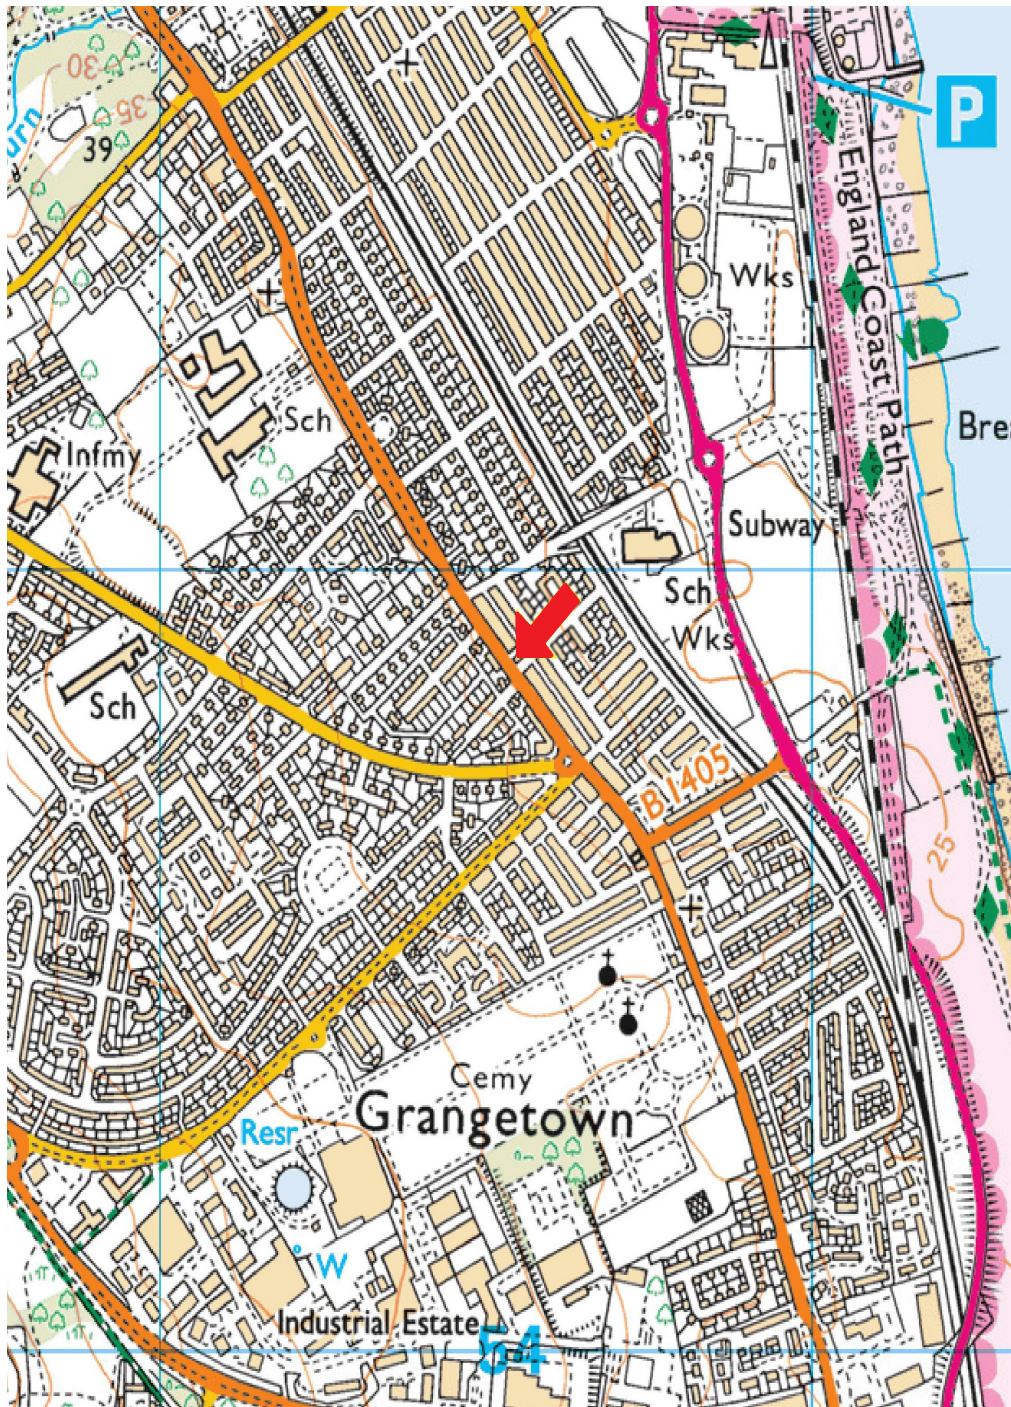 30
35
39
P
England Coast Path
Wks
Sch
Infmy
Subway
Sch
Wks
Sch
B 1405
25
Cemy
Grangetown
Resr
W
Industrial Estate
54